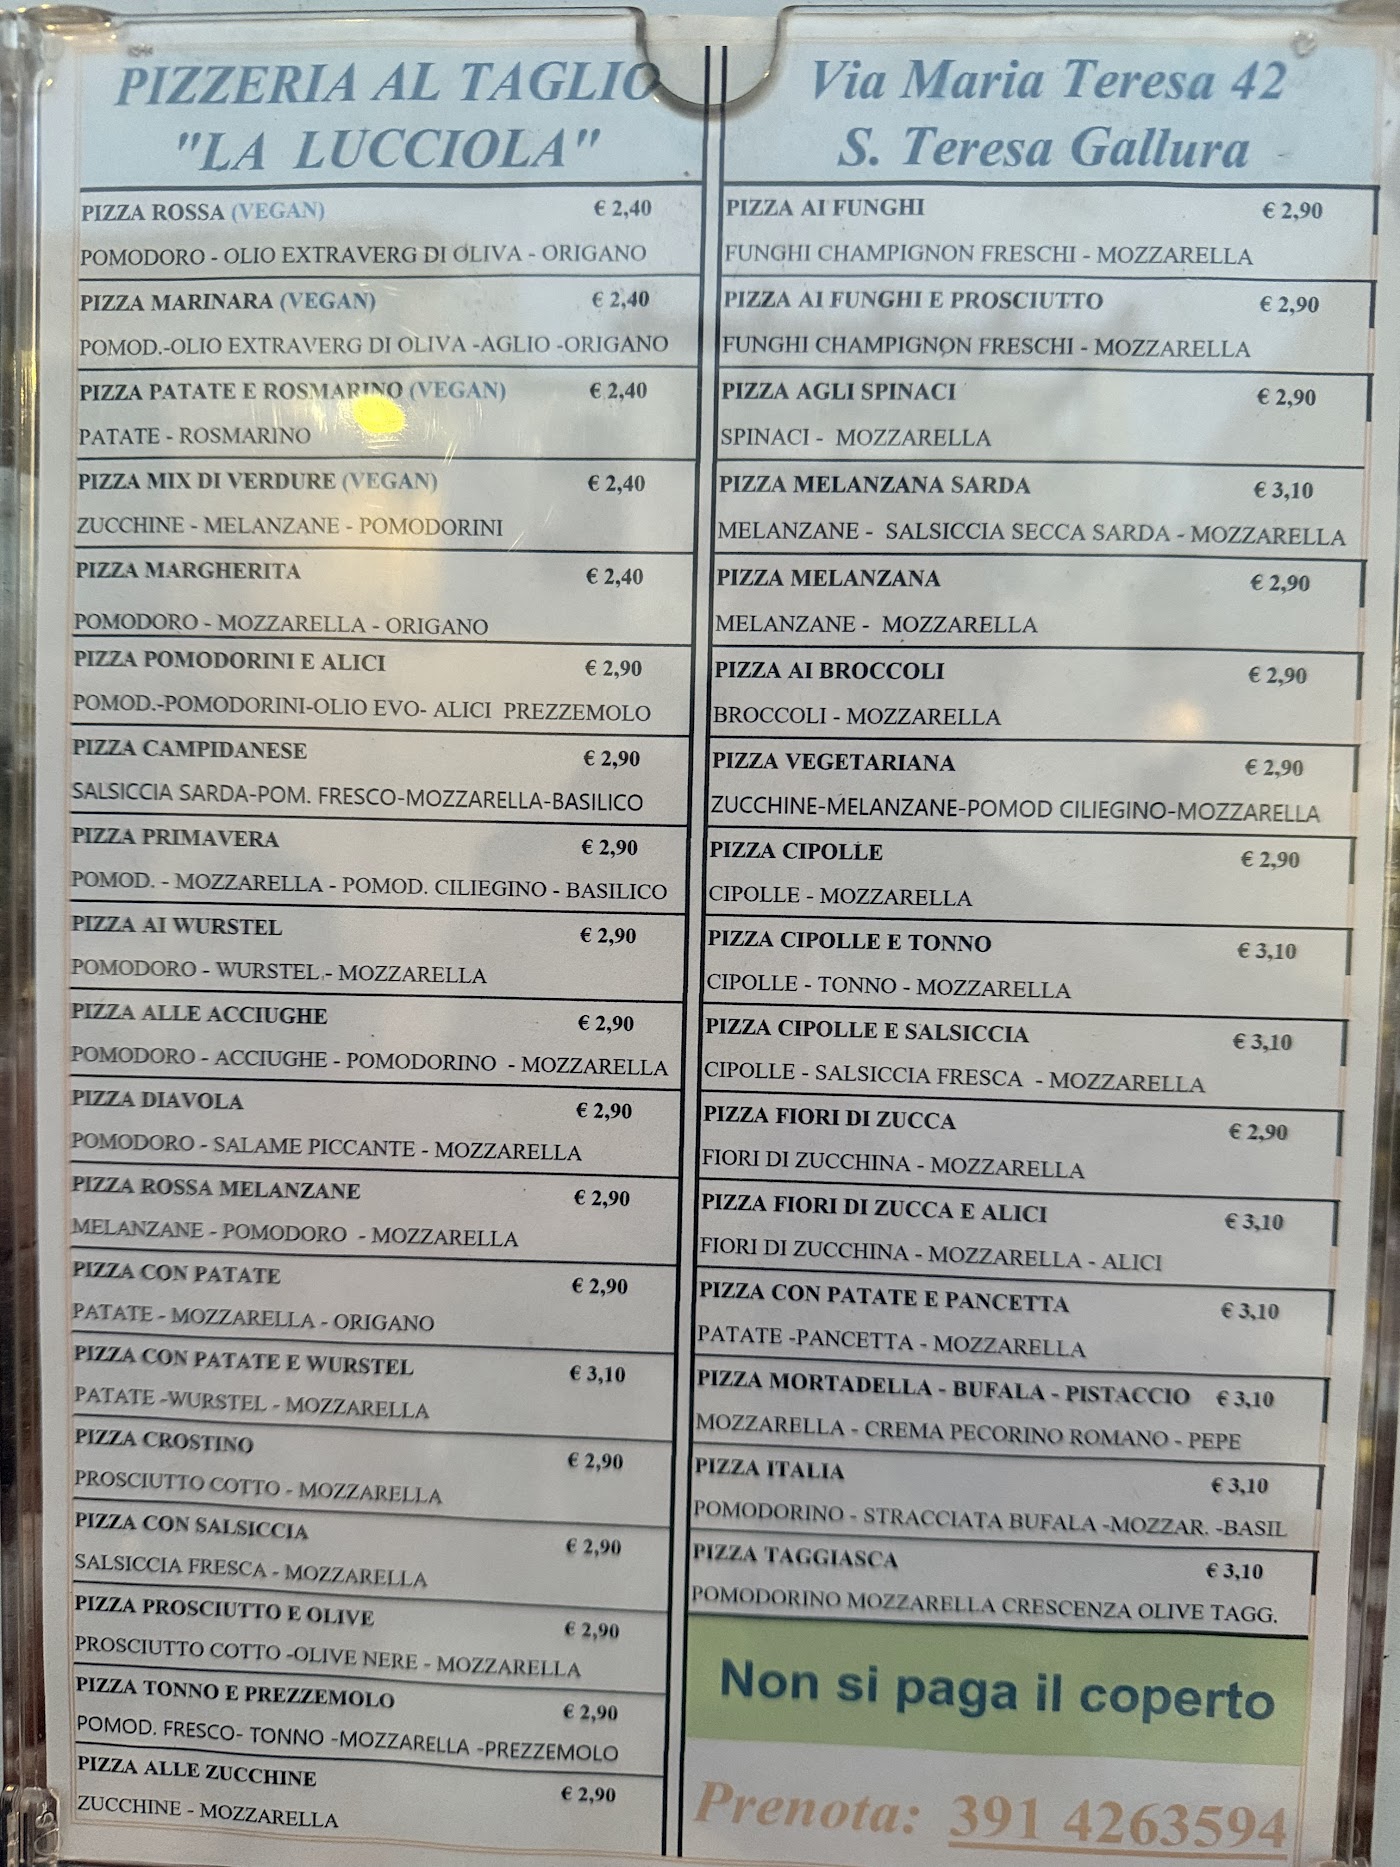 PIZZERIA AL TAGLIO
"LA LUCCIOLA"
PIZZA ROSSA (VEGAN) € 2,40
POMODORO - OLIO EXTRAVERG DI OLIVA - ORIGANO
PIZZA MARINARA (VEGAN) € 2,40
POMOD.-OLIO EXTRAVERG DI OLIVA -AGLIO -ORIGANO
PIZZA PATATE E ROSMARINO (VEGAN) € 2,40
PATATE - ROSMARINO
PIZZA MIX DI VERDURE (VEGAN) € 2,40
ZUCCHINE - MELANZANE - POMODORINI
PIZZA MARGHERITA € 2,40
POMODORO - MOZZARELLA - ORIGANO
PIZZA POMODORINI E ALICI € 2,90
POMOD.-POMODORINI-OLIO EVO- ALICI PREZZEMOLO
PIZZA CAMPIDANESE € 2,90
SALSICCIA SARDA-POM. FRESCO-MOZZARELLA-BASILICO
PIZZA PRIMAVERA € 2,90
POMOD. - MOZZARELLA - POMOD. CILIEGINO - BASILICO
PIZZA AI WURSTEL € 2,90
POMODORO - WURSTEL - MOZZARELLA
PIZZA ALLE ACCIUGHE € 2,90
POMODORO - ACCIUGHE - POMODORINO - MOZZARELLA
PIZZA DIAVOLA € 2,90
POMODORO - SALAME PICCANTE - MOZZARELLA
PIZZA ROSSA MELANZANE € 2,90
MELANZANE - POMODORO - MOZZARELLA
PIZZA CON PATATE € 2,90
PATATE - MOZZARELLA - ORIGANO
PIZZA CON PATATE E WURSTEL € 3,10
PATATE -WURSTEL - MOZZARELLA
PIZZA CROSTINO € 2,90
PROSCIUTTO COTTO - MOZZARELLA
PIZZA CON SALSICCIA € 2,90
SALSICCIA FRESCA - MOZZARELLA
PIZZA PROSCIUTTO E OLIVE € 2,90
PROSCIUTTO COTTO -OLIVE NERE - MOZZARELLA
PIZZA TONNO E PREZZEMOLO € 2,90
POMOD. FRESCO- TONNO -MOZZARELLA -PREZZEMOLO
PIZZA ALLE ZUCCHINE € 2,90
ZUCCHINE - MOZZARELLA
Via Maria Teresa 42
S. Teresa Gallura
PIZZA AI FUNGHI € 2,90
FUNGHI CHAMPIGNON FRESCHI - MOZZARELLA
PIZZA AI FUNGHI E PROSCIUTTO € 2,90
FUNGHI CHAMPIGNON FRESCHI - MOZZARELLA
PIZZA AGLI SPINACI € 2,90
SPINACI - MOZZARELLA
PIZZA MELANZANA SARDA € 3,10
MELANZANE - SALSICCIA SECCA SARDA - MOZZARELLA
PIZZA MELANZANA € 2,90
MELANZANE - MOZZARELLA
PIZZA AI BROCCOLI € 2,90
BROCCOLI - MOZZARELLA
PIZZA VEGETARIANA € 2,90
ZUCCHINE-MELANZANE-POMOD CILIEGINO-MOZZARELLA
PIZZA CIPOLLE € 2,90
CIPOLLE - MOZZARELLA
PIZZA CIPOLLE E TONNO € 3,10
CIPOLLE - TONNO - MOZZARELLA
PIZZA CIPOLLE E SALSICCIA € 3,10
CIPOLLE - SALSICCIA FRESCA - MOZZARELLA
PIZZA FIORI DI ZUCCA € 2,90
FIORI DI ZUCCHINA - MOZZARELLA
PIZZA FIORI DI ZUCCA E ALICI € 3,10
FIORI DI ZUCCHINA - MOZZARELLA - ALICI
PIZZA CON PATATE E PANCETTA € 3,10
PATATE -PANCETTA - MOZZARELLA
PIZZA MORTADELLA - BUFALA - PISTACCIO € 3,10
MOZZARELLA - CREMA PECORINO ROMANO - PEPE
PIZZA ITALIA € 3,10
POMODORINO - STRACCIATA BUFALA -MOZZAR. -BASIL
PIZZA TAGGIASCA € 3,10
POMODORINO MOZZARELLA CRESCENZA OLIVE TAGG.
Non si paga il coperto
Prenota: 391 4263594